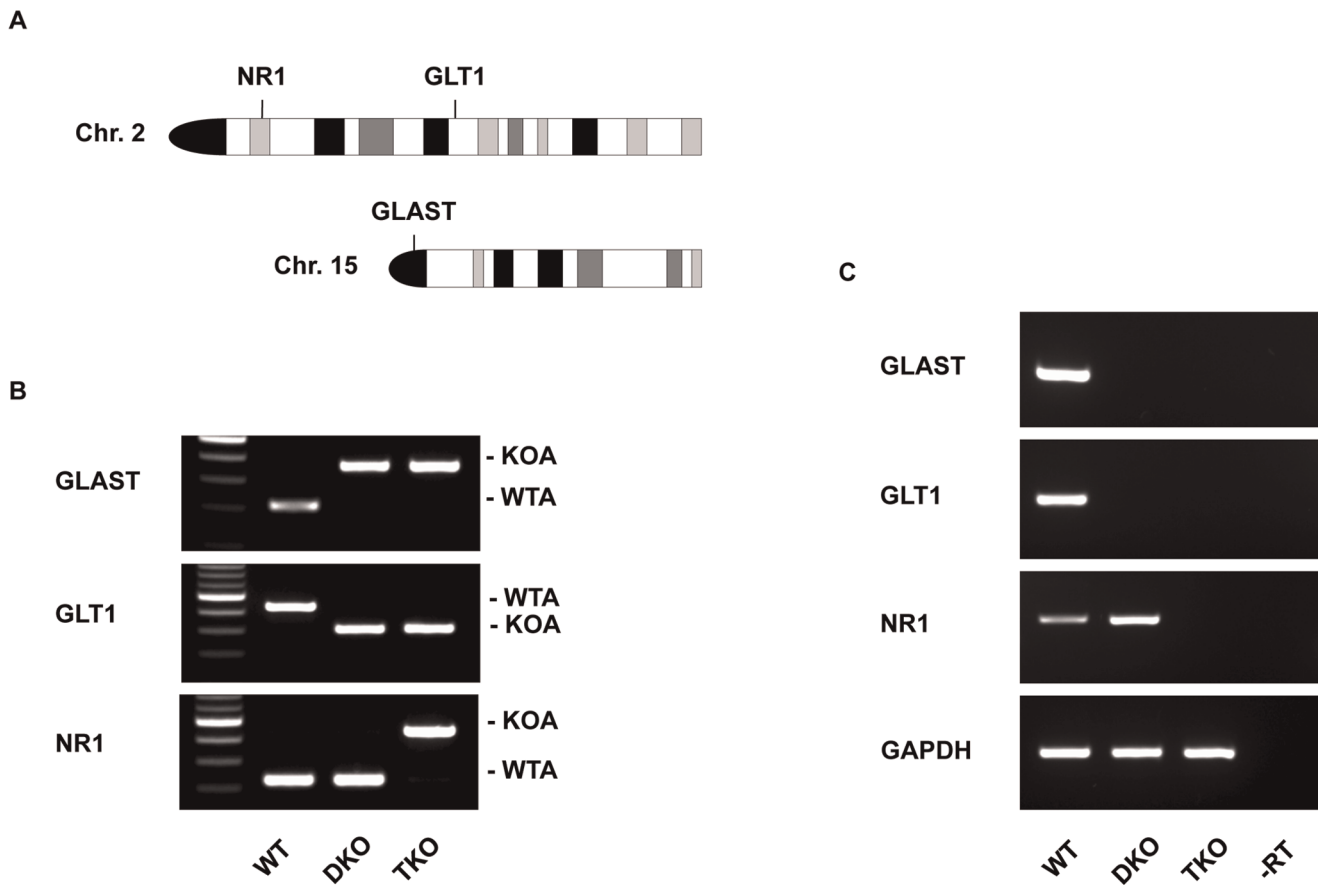 A
NR1 GLT1
Chr. 2
GLAST
Chr. 15
B
GLAST
- KOA
- WTA
GLT1
- WTA
- KOA
NR1
- KOA
- WTA
WT DKO TKO
C
GLAST
GLT1
NR1
GAPDH
WT DKO TKO -RT